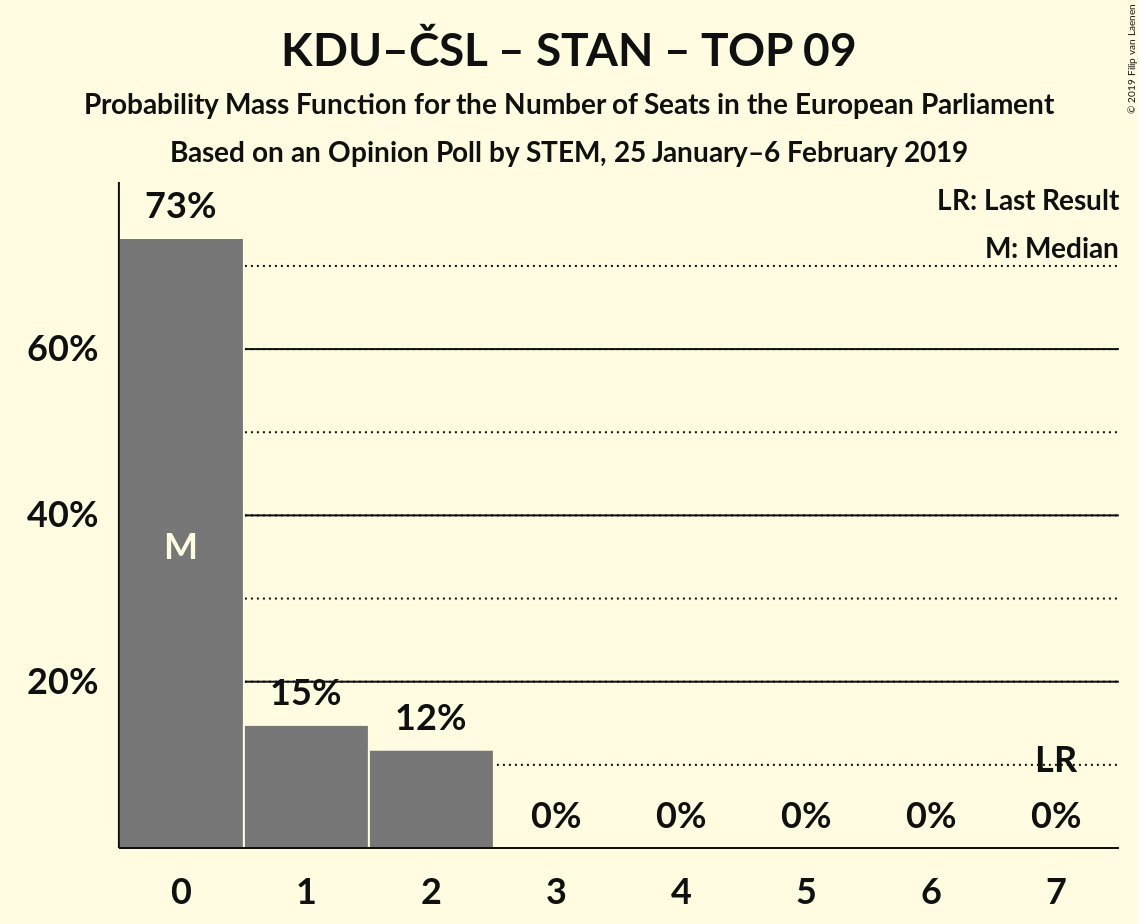 KDU–ČSL – STAN – TOP 09
Probability Mass Function for the Number of Seats in the European Parliament
Based on an Opinion Poll by STEM, 25 January–6 February 2019
© 2019 Filip van Laenen
LR: Last Result
M: Median
73%
60%
40%
M
20%
15%
12%
LR
0% 0% 0% 0% 0%
0 1 2 3 4 5 6 7